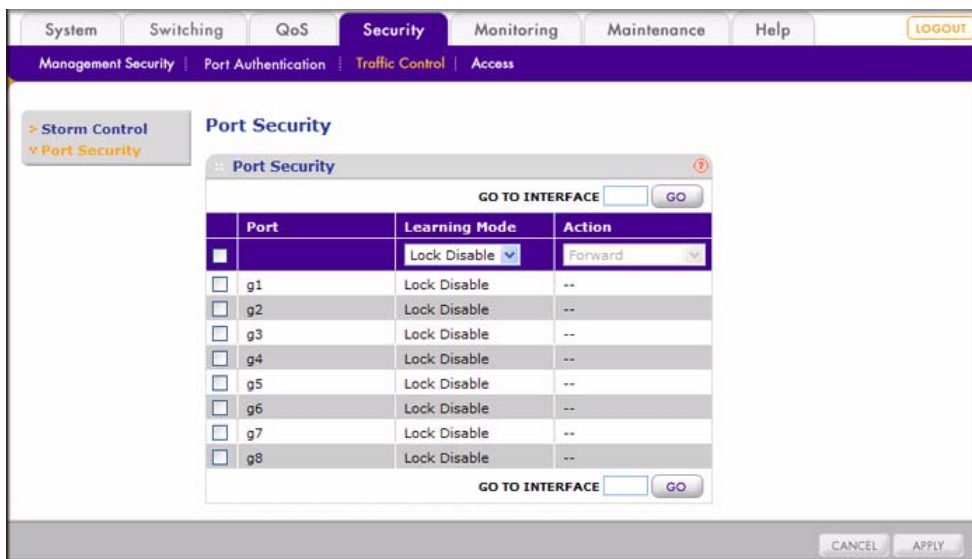 System Switching QoS Security Monitoring Maintenance Help LOGOUT
Management Security Port Authentication Traffic Control Access
Storm Control
Port Security
Port Security
Port Security
GO TO INTERFACE GO
Port Learning Mode Action
Lock Disable Forward
g1 Lock Disable --
g2 Lock Disable --
g3 Lock Disable --
g4 Lock Disable --
g5 Lock Disable --
g6 Lock Disable --
g7 Lock Disable --
g8 Lock Disable --
GO TO INTERFACE GO
CANCEL APPLY